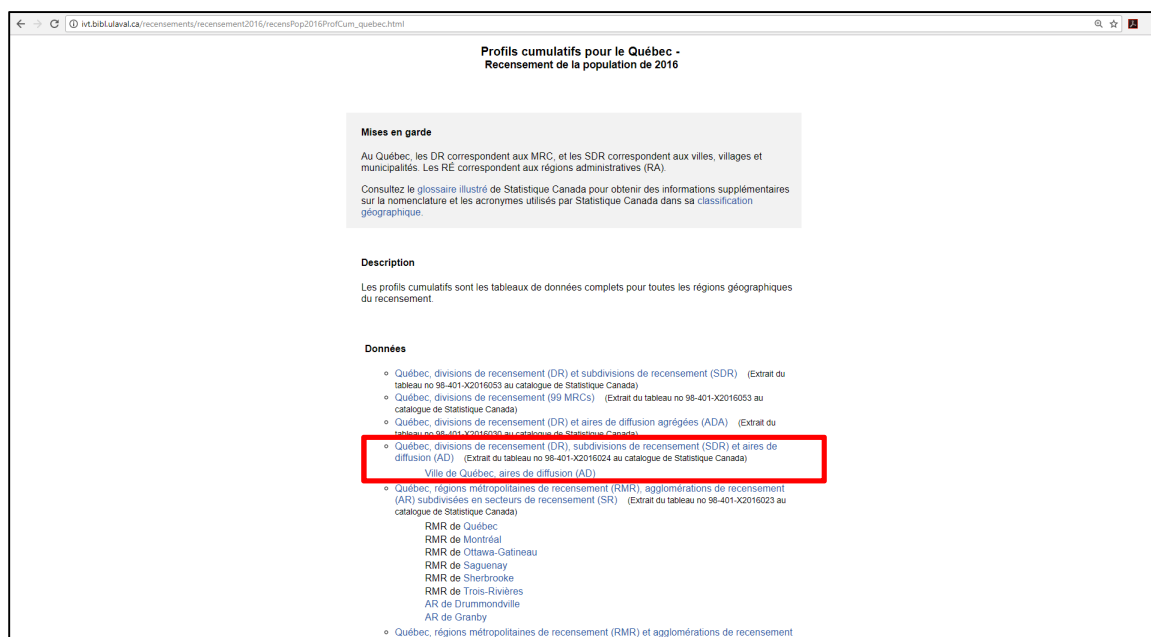 ivt.bibl.ulaval.ca/recensements/recensement2016/recensPop2016ProfCum_quebec.html
Profils cumulatifs pour le Québec -
Recensement de la population de 2016
Mises en garde
Au Québec, les DR correspondent aux MRC, et les SDR correspondent aux villes, villages et
municipalités. Les RÉ correspondent aux régions administratives (RA).
Consultez le glossaire illustré de Statistique Canada pour obtenir des informations supplémentaires
sur la nomenclature et les acronymes utilisés par Statistique Canada dans sa classification
géographique.
Description
Les profils cumulatifs sont les tableaux de données complets pour toutes les régions géographiques
du recensement.
Données
Québec, divisions de recensement (DR) et subdivisions de recensement (SDR) (Extrait du
tableau no 98-401-X2016053 au catalogue de Statistique Canada)
Québec, divisions de recensement (99 MRCs) (Extrait du tableau no 98-401-X2016053 au
catalogue de Statistique Canada)
Québec, divisions de recensement (DR) et aires de diffusion agrégées (ADA) (Extrait du
tableau no 98-401-X2016030 au catalogue de Statistique Canada)
Québec, divisions de recensement (DR), subdivisions de recensement (SDR) et aires de
diffusion (AD) (Extrait du tableau no 98-401-X2016024 au catalogue de Statistique Canada)
Ville de Québec, aires de diffusion (AD)
Québec, régions métropolitaines de recensement (RMR), agglomérations de recensement
(AR) subdivisées en secteurs de recensement (SR) (Extrait du tableau no 98-401-X2016023 au
catalogue de Statistique Canada)
RMR de Québec
RMR de Montréal
RMR de Ottawa-Gatineau
RMR de Saguenay
RMR de Sherbrooke
RMR de Trois-Rivières
AR de Drummondville
AR de Granby
Québec, régions métropolitaines de recensement (RMR) et agglomérations de recensement